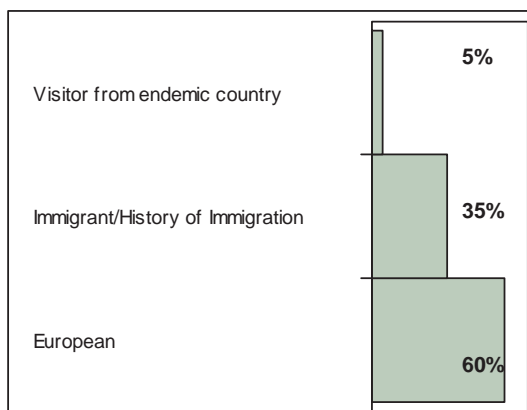 Visitor from endemic country 5%
Immigrant/History of Immigration 35%
European 60%